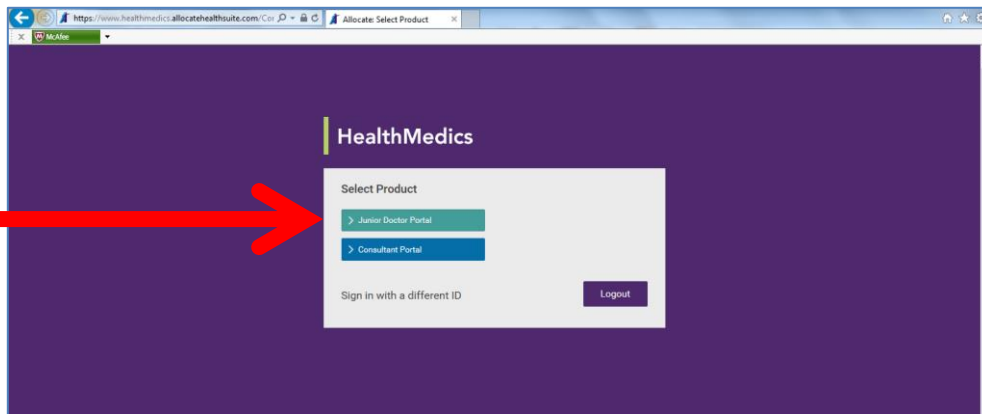 https://www.healthmedics.allocatehealthsuite.com/Cor
Allocate: Select Product
McAfee
HealthMedics
Select Product
Junior Doctor Portal
Consultant Portal
Sign in with a different ID
Logout